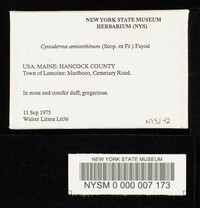 NEW YORK STATE MUSEUM
HERBARIUM (NYS)
Cystoderma amianthinum (Scop. ex Fr.) Fayod
USA: MAINE: HANCOCK COUNTY
Town of Lamoine: Marlboro, Cemetary Road.
In moss and conifer duff, gregarious.
11 Sep 1975
Walter Litten L656
NEW YORK STATE MUSEUM
NYSM 0 000 007 173